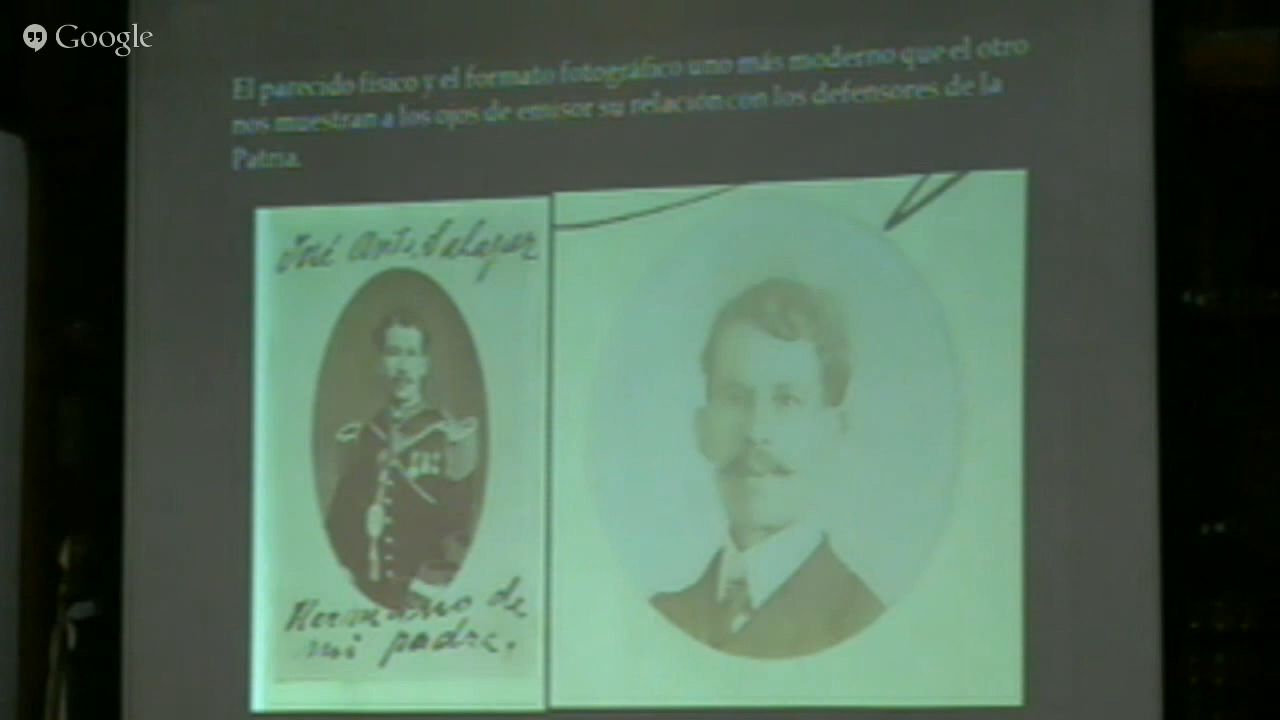 Google
El parecido físico y el formato fotográfico uno más moderno que el otro
nos muestran a los ojos de emisor su relación con los defensores de la
Patria.
José Ant. Salazar
Hermano de
mi padre.